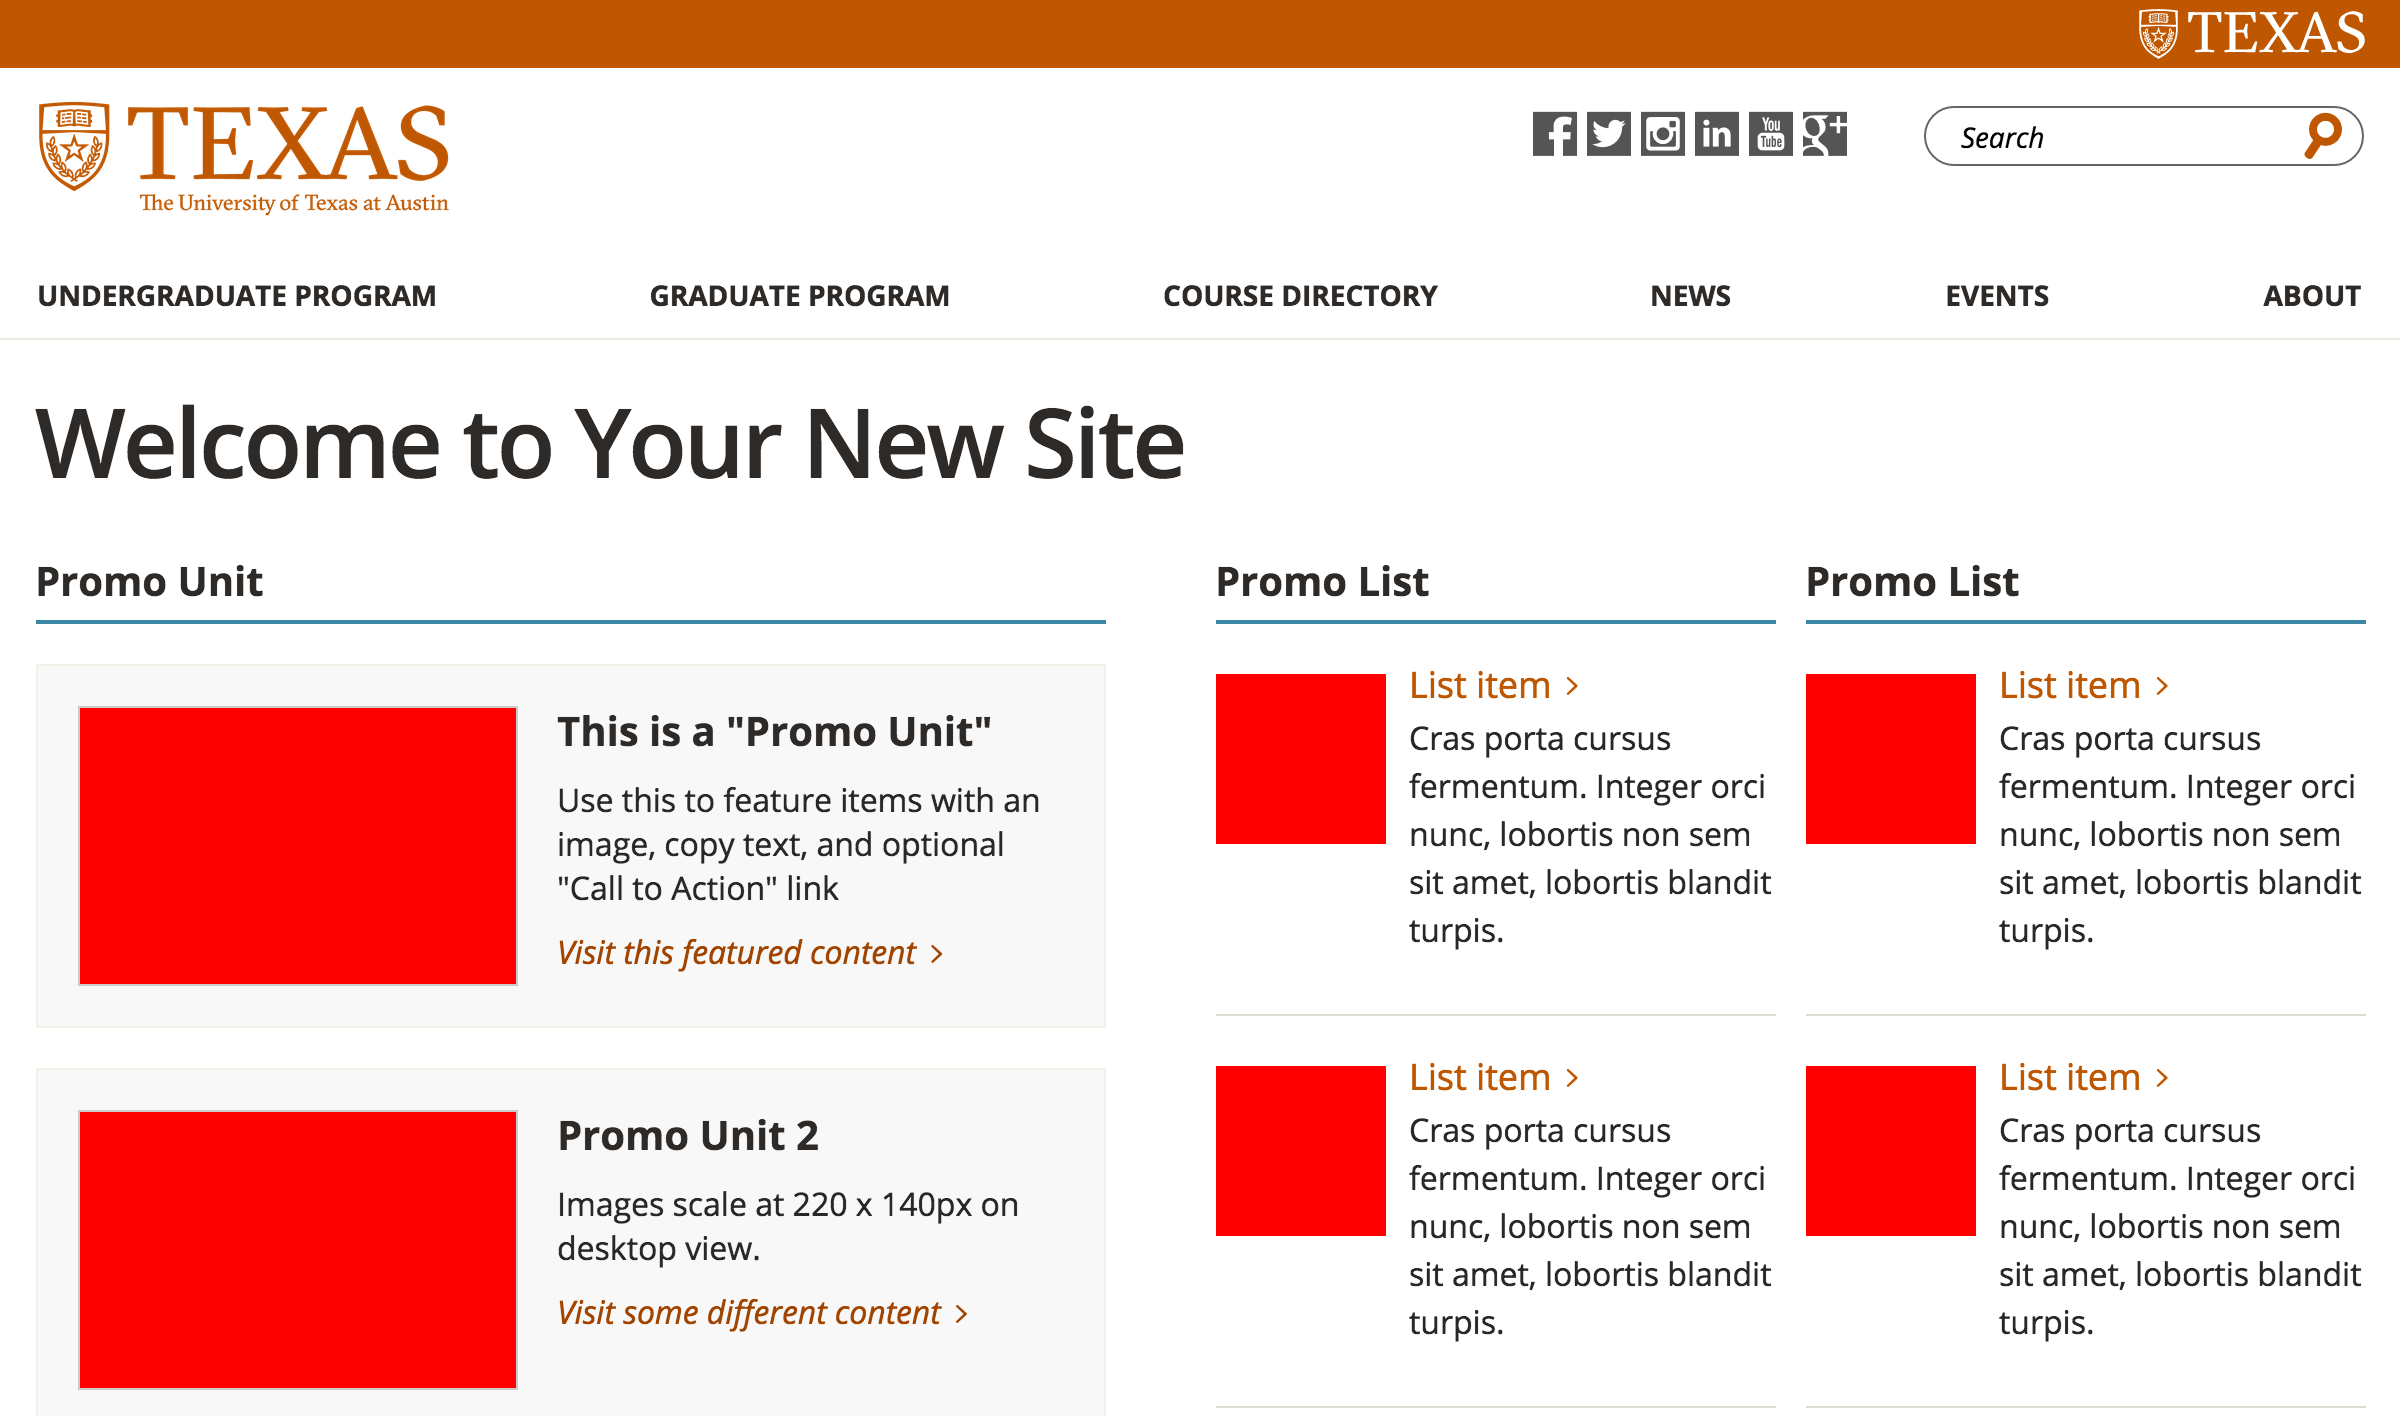 TEXAS
TEXAS
The University of Texas at Austin
You
Tube
g+
Search
UNDERGRADUATE PROGRAM
GRADUATE PROGRAM
COURSE DIRECTORY
NEWS
EVENTS
ABOUT
Welcome to Your New Site
Promo Unit
This is a "Promo Unit"
Use this to feature items with an
image, copy text, and optional
"Call to Action" link
Visit this featured content >
Promo Unit 2
Images scale at 220 x 140px on
desktop view.
Visit some different content >
Promo List
List item >
Cras porta cursus
fermentum. Integer orci
nunc, lobortis non sem
sit amet, lobortis blandit
turpis.
List item >
Cras porta cursus
fermentum. Integer orci
nunc, lobortis non sem
sit amet, lobortis blandit
turpis.
Promo List
List item >
Cras porta cursus
fermentum. Integer orci
nunc, lobortis non sem
sit amet, lobortis blandit
turpis.
List item >
Cras porta cursus
fermentum. Integer orci
nunc, lobortis non sem
sit amet, lobortis blandit
turpis.